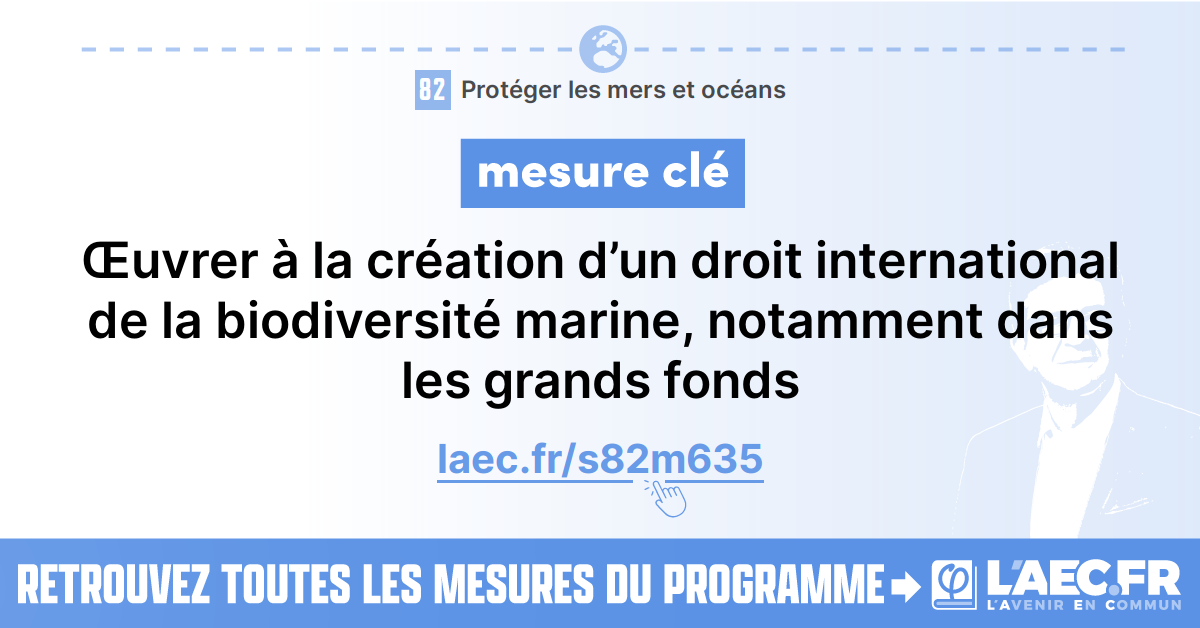 82 Protéger les mers et océans
mesure clé
Œuvrer à la création d’un droit international
de la biodiversité marine, notamment dans
les grands fonds
laec.fr/s82m635
RETROUVEZ TOUTES LES MESURES DU PROGRAMME
L'AEC.FR
L'AVENIR EN COMMUN